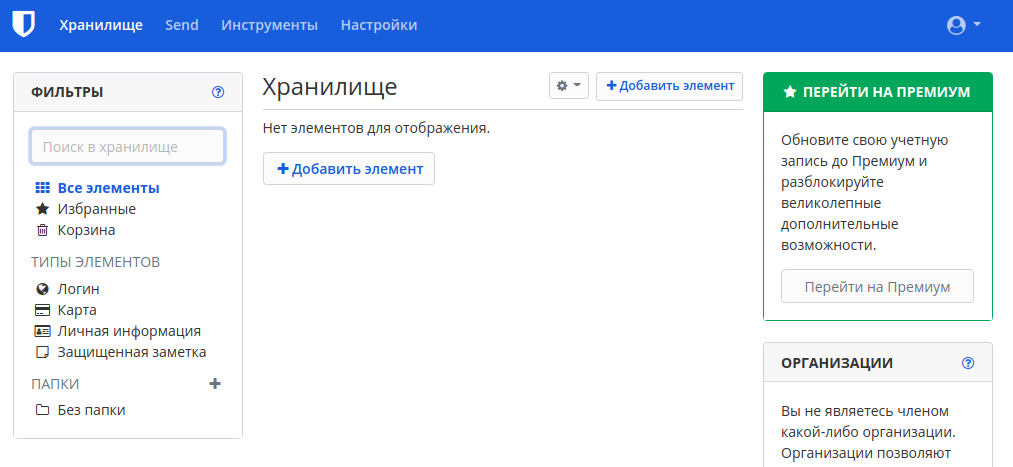 Хранилище Send Инструменты Настройки
ФИЛЬТРЫ
Поиск в хранилище
Все элементы
Избранные
Корзина
ТИПЫ ЭЛЕМЕНТОВ
Логин
Карта
Личная информация
Защищенная заметка
ПАПКИ
Без папки
Хранилище
Добавить элемент
Нет элементов для отображения.
Добавить элемент
ПЕРЕЙТИ НА ПРЕМИУМ
Обновите свою учетную
запись до Премиум и
разблокируйте
великолепные
дополнительные
возможности.
Перейти на Премиум
ОРГАНИЗАЦИИ
Вы не являетесь членом
какой-либо организации.
Организации позволяют